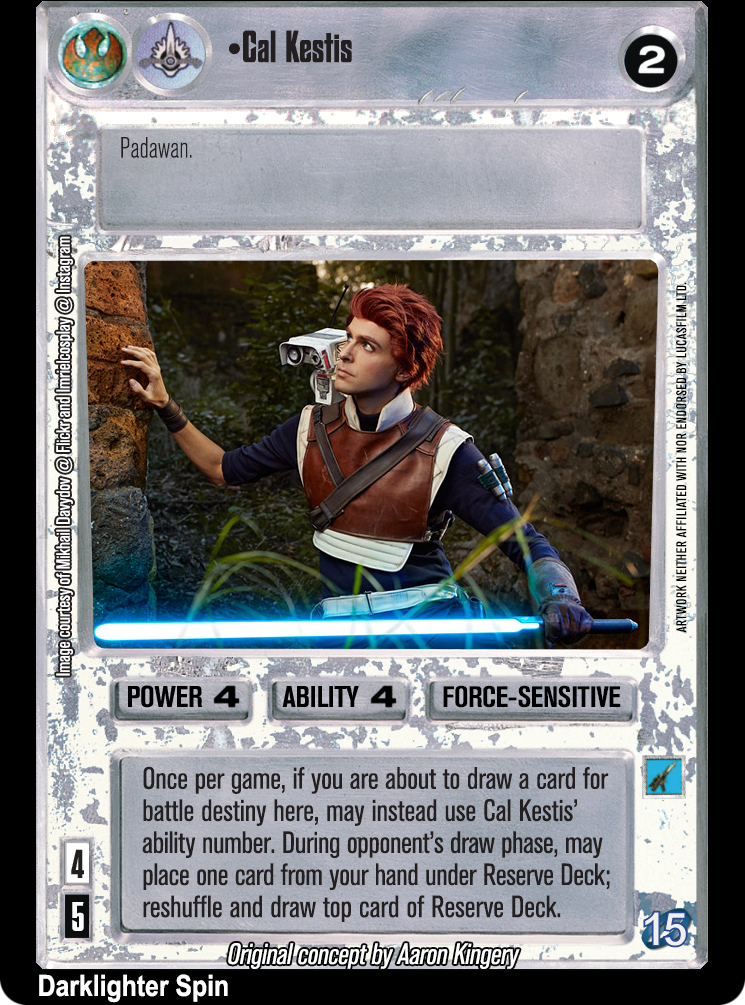 •Cal Kestis
2
Padawan.
Image courtesy of Mikhail Davydov @ Flickr and Imrielcosplay @ Instagram
ARTWORK NEITHER AFFILIATED WITH NOR ENDORSED BY LUCASFILM LTD.
POWER 4
ABILITY 4
FORCE-SENSITIVE
Once per game, if you are about to draw a card for
battle destiny here, may instead use Cal Kestis'
ability number. During opponent's draw phase, may
place one card from your hand under Reserve Deck;
reshuffle and draw top card of Reserve Deck.
4
5
15
Original concept by Aaron Kingery
Darklighter Spin